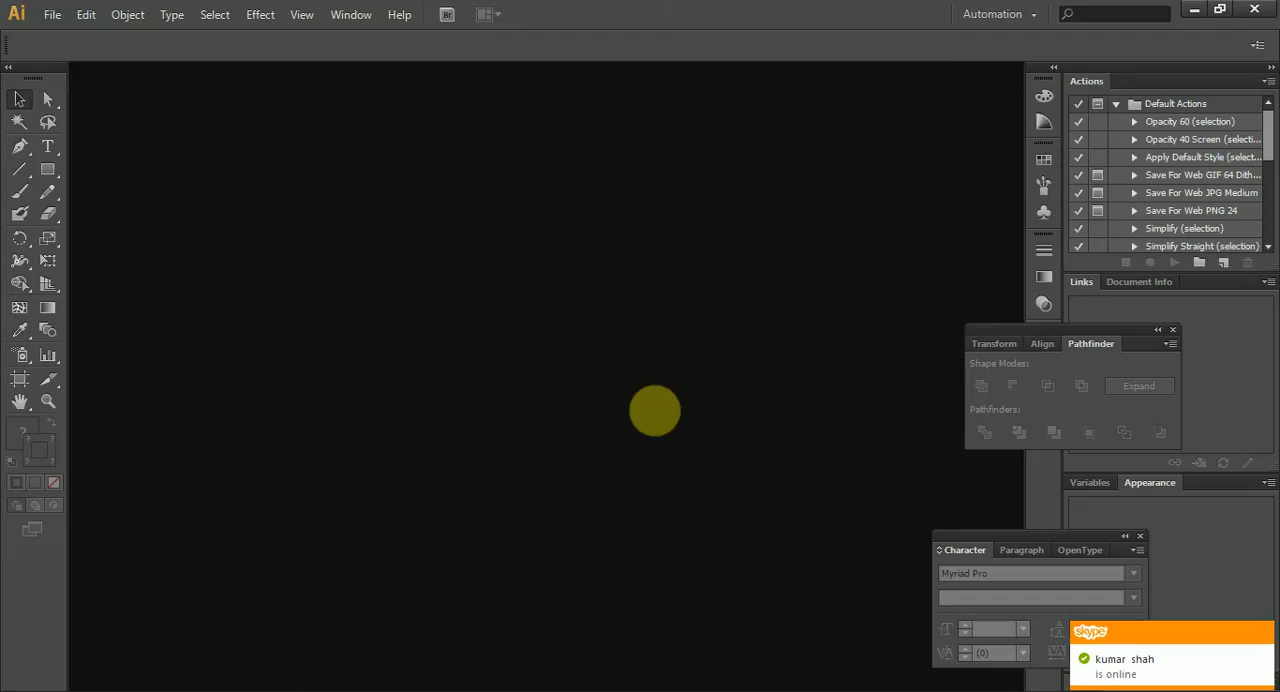 Ai File Edit Object Type Select Effect View Window Help Br Automation
Actions
Default Actions
Opacity 60 (selection)
Opacity 40 Screen (selecti...
Apply Default Style (select...
Save For Web GIF 64 Dith...
Save For Web JPG Medium
Save For Web PNG 24
Simplify (selection)
Simplify Straight (selection)
Links Document Info
Transform Align Pathfinder
Shape Modes:
Expand
Pathfinders:
Variables Appearance
Character Paragraph OpenType
Myriad Pro
(0)
skype
kumar shah
is online